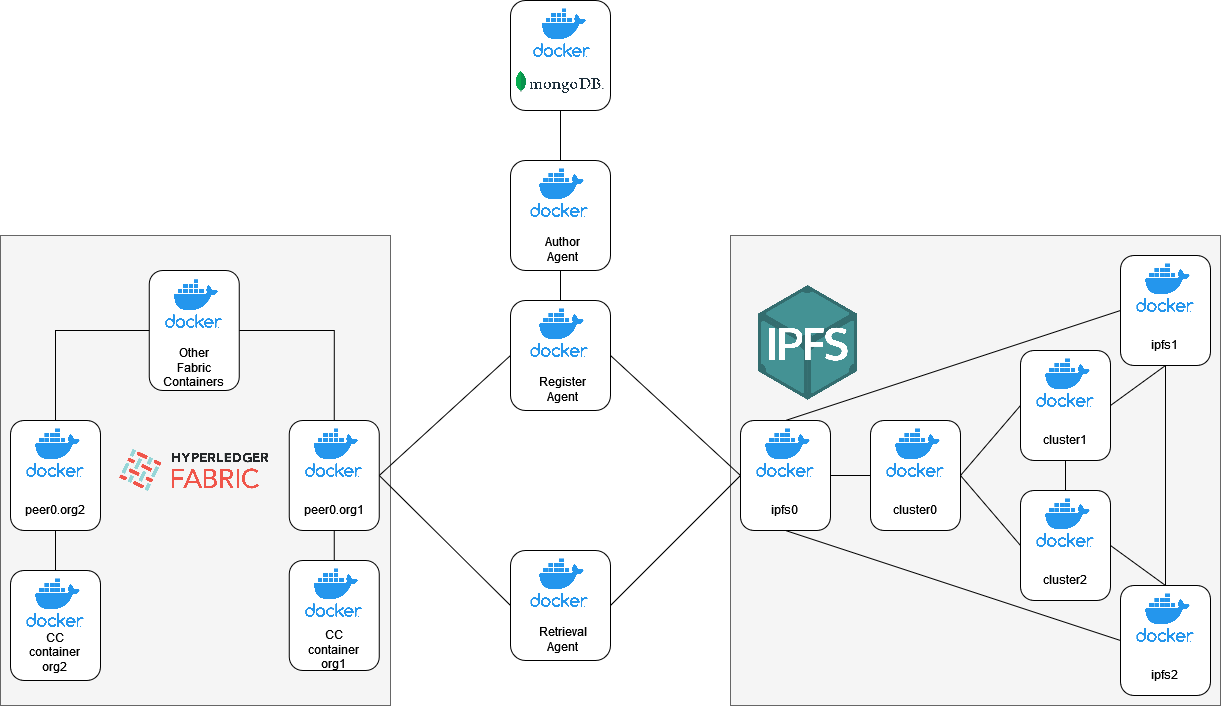 docker
mongoDB.
docker
Author
Agent
docker
Register
Agent
docker
Other
Fabric
Containers
docker
peer0.org2
HYPERLEDGER
FABRIC
docker
peer0.org1
docker
CC
container
org2
docker
CC
container
org1
docker
Retrieval
Agent
IPFS
docker
ipfs1
docker
cluster1
docker
ipfs0
docker
cluster0
docker
cluster2
docker
ipfs2